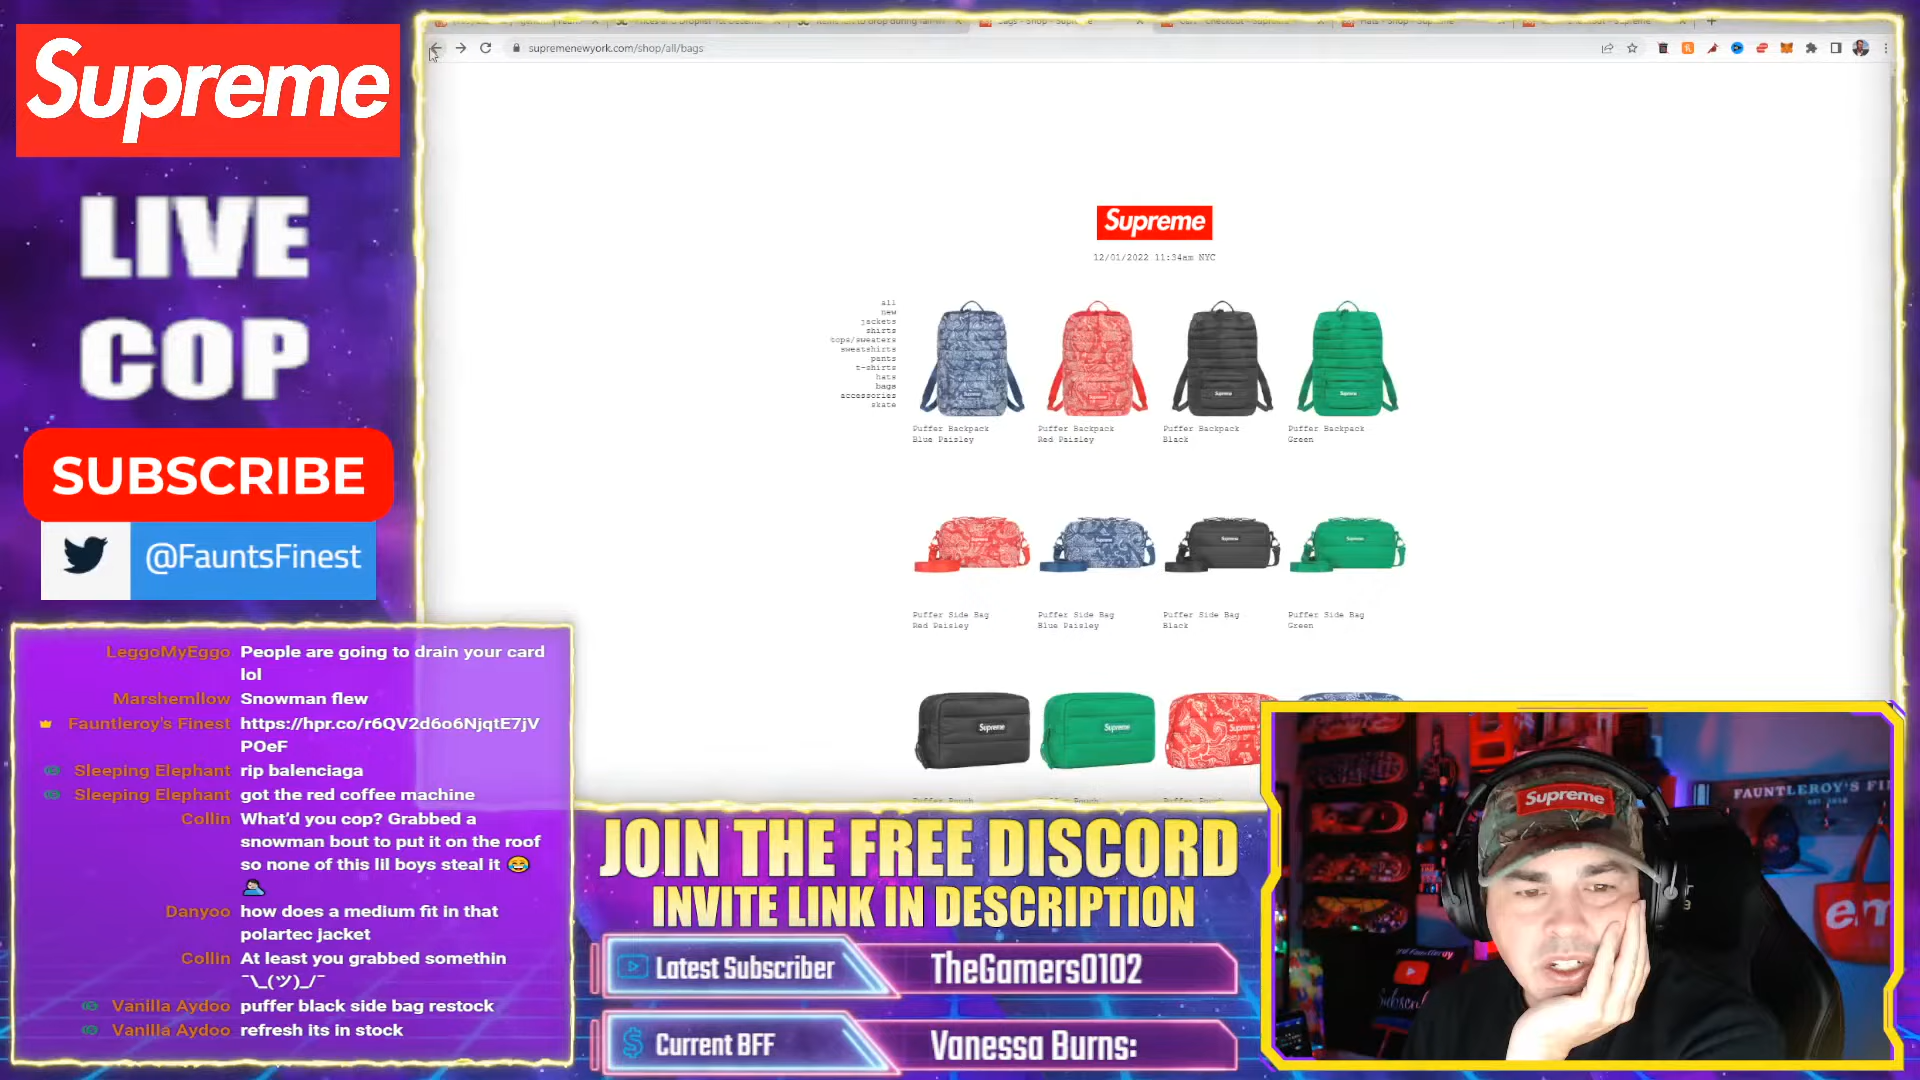 Supreme
LIVE
COP
SUBSCRIBE
@FauntsFinest
supremenewyork.com/shop/all/bags
Supreme
12/01/2022 11:34am NYC
all
new
jackets
shirts
tops/sweaters
sweatshirts
pants
t-shirts
hats
bags
accessories
skate
Puffer Backpack
Blue Paisley
Puffer Backpack
Red Paisley
Puffer Backpack
Black
Puffer Backpack
Green
Puffer Side Bag
Red Paisley
Puffer Side Bag
Blue Paisley
Puffer Side Bag
Black
Puffer Side Bag
Green
Supreme
Supreme
LeggoMyEggo People are going to drain your card
lol
Marshemllow Snowman flew
Fauntleroy's Finest https://hpr.co/r6QV2d6o6NjqtE7jV
POeF
Sleeping Elephant rip balenciaga
Sleeping Elephant got the red coffee machine
Collin What'd you cop? Grabbed a
snowman bout to put it on the roof
so none of this lil boys steal it 😂
🤦🏻‍♂️
Danyoo how does a medium fit in that
polartec jacket
Collin At least you grabbed somethin
¯\_(ツ)_/¯
Vanilla Aydoo puffer black side bag restock
Vanilla Aydoo refresh its in stock
JOIN THE FREE DISCORD
INVITE LINK IN DESCRIPTION
Latest Subscriber TheGamers0102
Current BFF Vanessa Burns:
Supreme
FAUNTLEROY'S FI
em